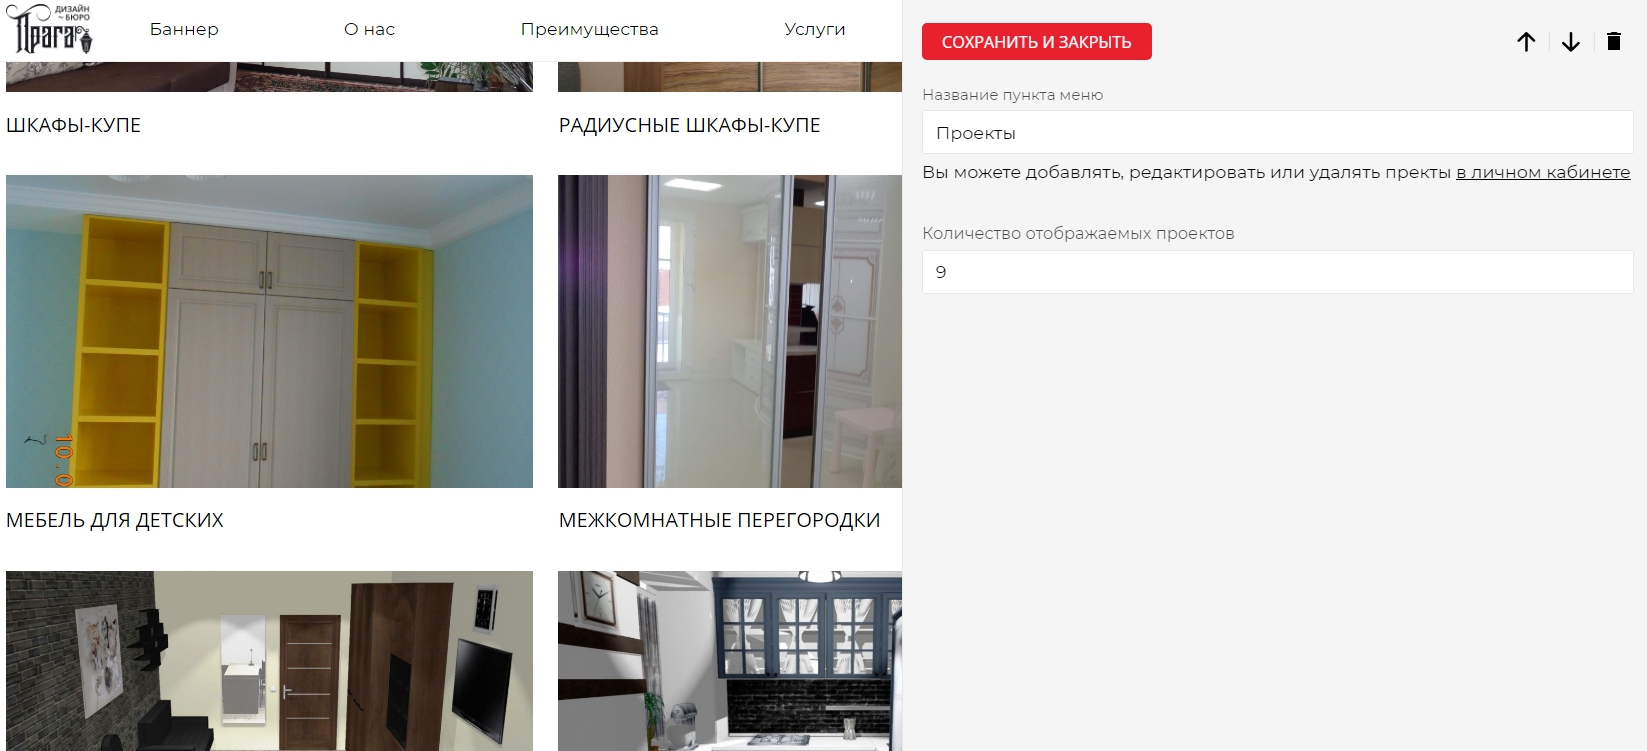 ДИЗАЙН
~ БЮРО
Прага
Баннер
О нас
Преимущества
Услуги
ШКАФЫ-КУПЕ
РАДИУСНЫЕ ШКАФЫ-КУПЕ
10.0
МЕБЕЛЬ ДЛЯ ДЕТСКИХ
МЕЖКОМНАТНЫЕ ПЕРЕГОРОДКИ
СОХРАНИТЬ И ЗАКРЫТЬ
Название пункта меню
Проекты
Вы можете добавлять, редактировать или удалять пректы в личном кабинете
Количество отображаемых проектов
9